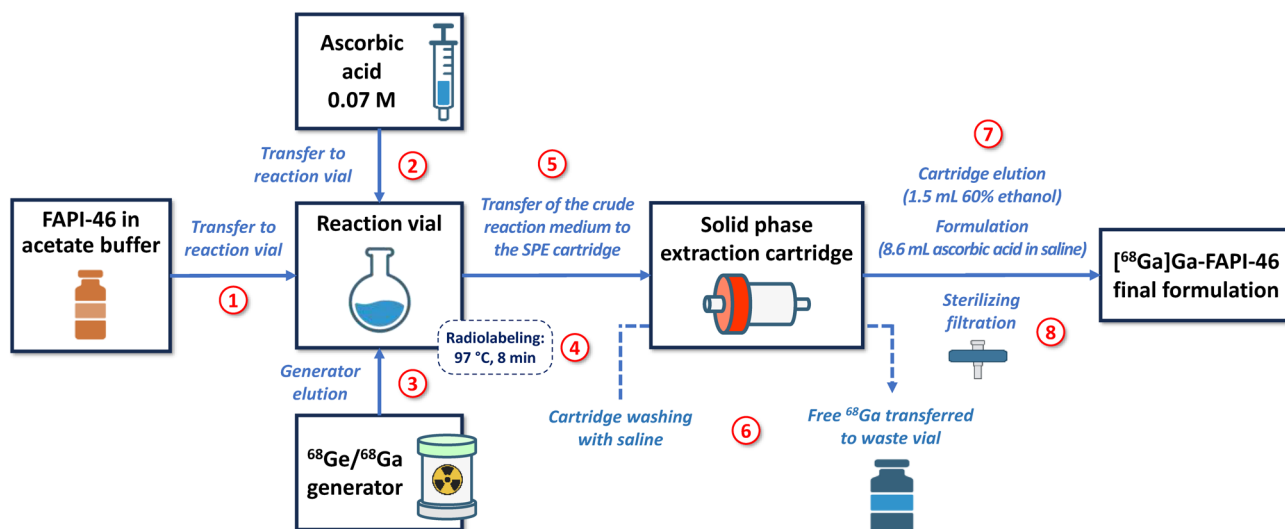 Ascorbic
acid
0.07 M
Transfer to
reaction vial
②
FAPI-46 in
acetate buffer
Transfer to
reaction vial
①
Reaction vial
Radiolabeling:
97 °C, 8 min
④
Generator
elution
③
⁶⁸Ge/⁶⁸Ga
generator
⑤
Transfer of the crude
reaction medium to
the SPE cartridge
Solid phase
extraction cartridge
Cartridge washing
with saline
⑥
Free ⁶⁸Ga transferred
to waste vial
⑦
Cartridge elution
(1.5 mL 60% ethanol)
Formulation
(8.6 mL ascorbic acid in saline)
Sterilizing
filtration
⑧
[⁶⁸Ga]Ga-FAPI-46
final formulation